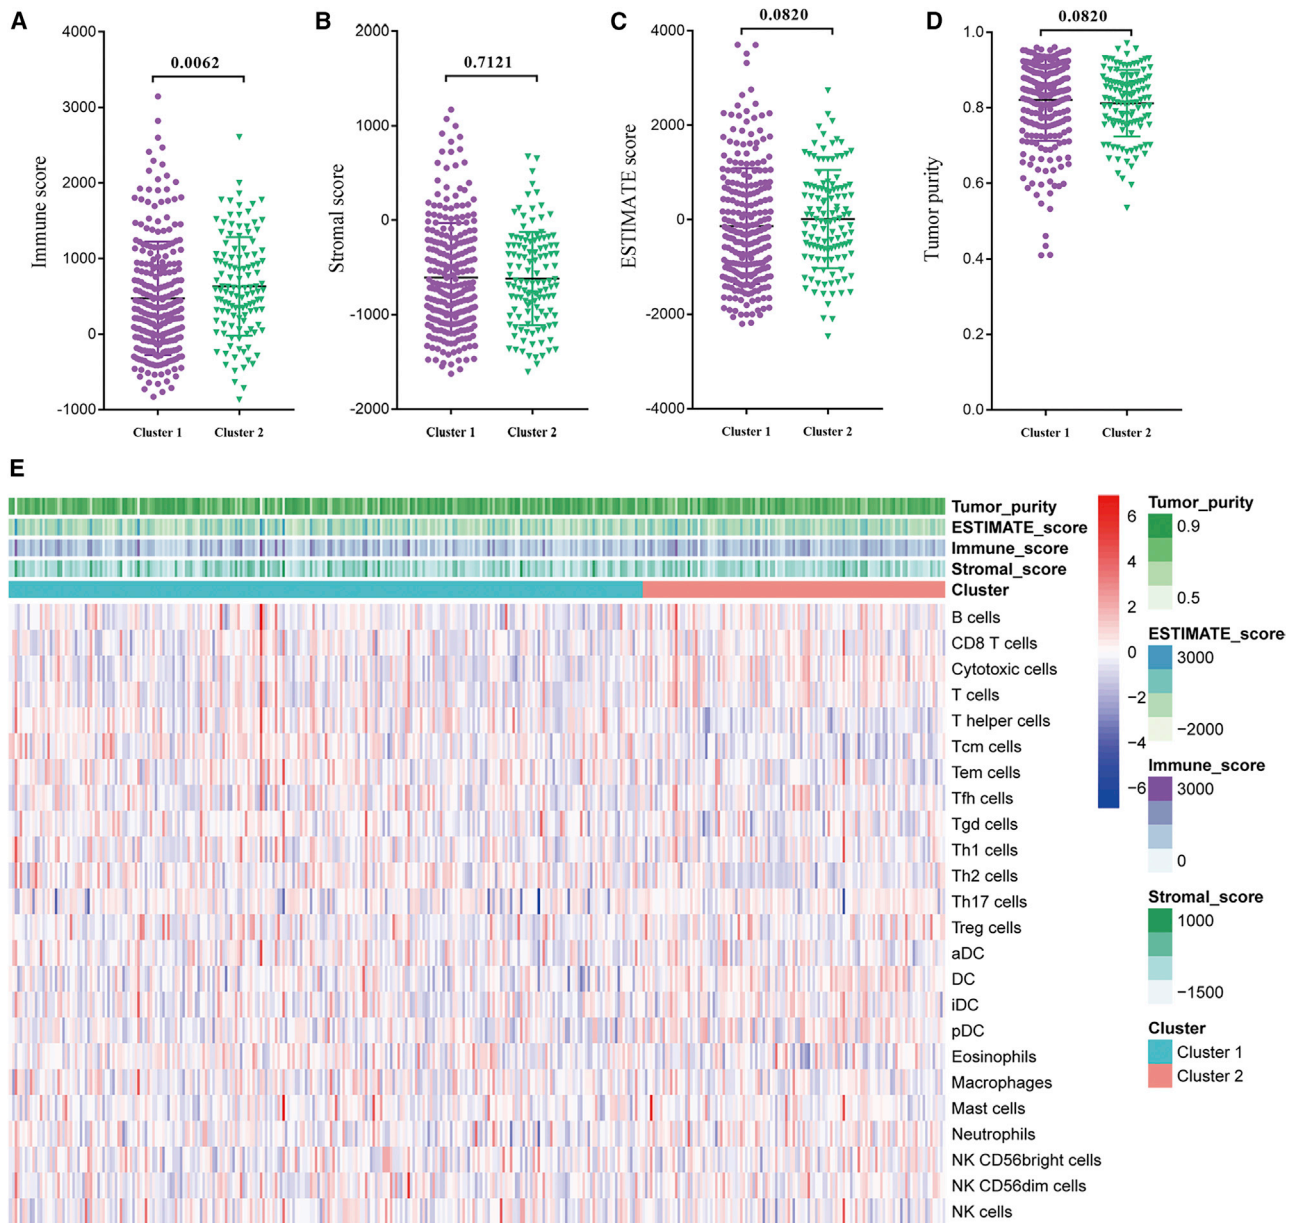 A
0.0062
4000
3000
2000
1000
0
-1000
Immune score
Cluster 1
Cluster 2
B
0.7121
2000
1000
0
-1000
-2000
Stromal score
Cluster 1
Cluster 2
C
0.0820
4000
2000
0
-2000
-4000
ESTIMATE score
Cluster 1
Cluster 2
D
0.0820
1.0
0.8
0.6
0.4
0.2
0.0
Tumor purity
Cluster 1
Cluster 2
E
Tumor_purity
ESTIMATE_score
Immune_score
Stromal_score
Cluster
B cells
CD8 T cells
Cytotoxic cells
T cells
T helper cells
Tcm cells
Tem cells
Tfh cells
Tgd cells
Th1 cells
Th2 cells
Th17 cells
Treg cells
aDC
DC
iDC
pDC
Eosinophils
Macrophages
Mast cells
Neutrophils
NK CD56bright cells
NK CD56dim cells
NK cells
6
4
2
0
−2
−4
−6
Tumor_purity
0.9
0.5
ESTIMATE_score
3000
−2000
Immune_score
3000
0
Stromal_score
1000
−1500
Cluster
Cluster 1
Cluster 2